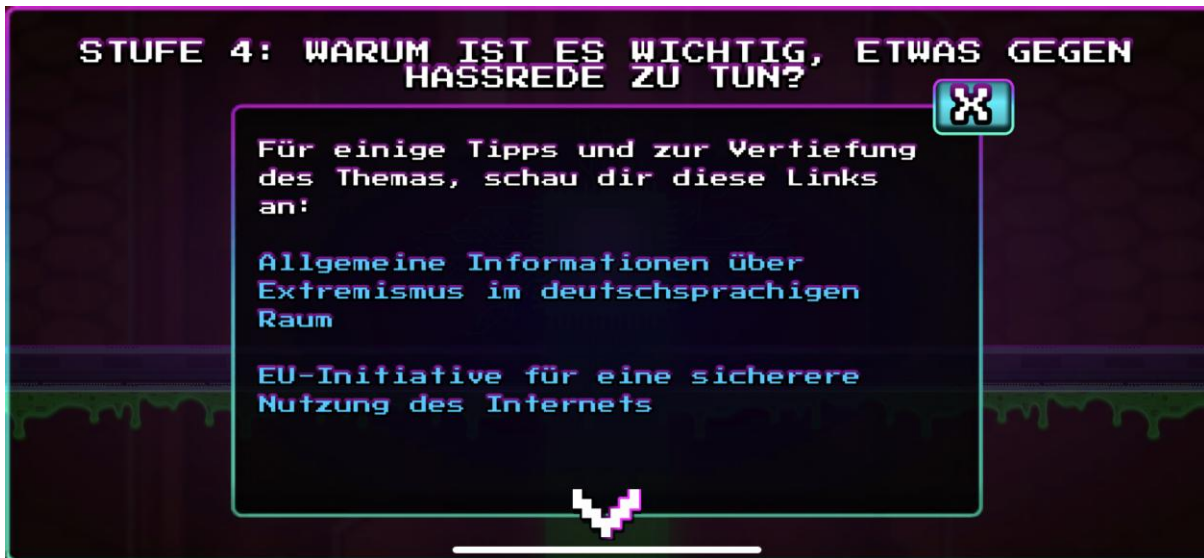 STUFE 4: WARUM IST ES WICHTIG, ETWAS GEGEN
HASSREDE ZU TUN?
X
Für einige Tipps und zur Vertiefung
des Themas, schau dir diese Links
an:
Allgemeine Informationen über
Extremismus im deutschsprachigen
Raum
EU-Initiative für eine sicherere
Nutzung des Internets